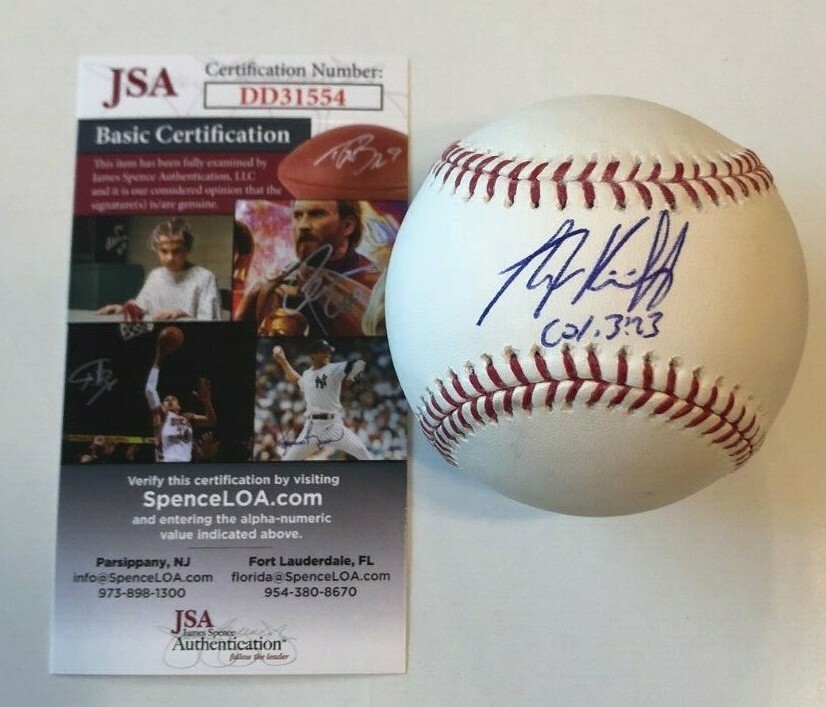 JSA
Certification Number:
DD31554
Basic Certification
This item has been fully examined by
James Spence Authentication, LLC
and it is our considered opinion that the
signature(s) is/are genuine.
Verify this certification by visiting
SpenceLOA.com
and entering the alpha-numeric
value indicated above.
Parsippany, NJ
info@SpenceLOA.com
973-898-1300
Fort Lauderdale, FL
florida@SpenceLOA.com
954-380-8670
JSA
James Spence
Authentication
follow the leader
Col. 3:23